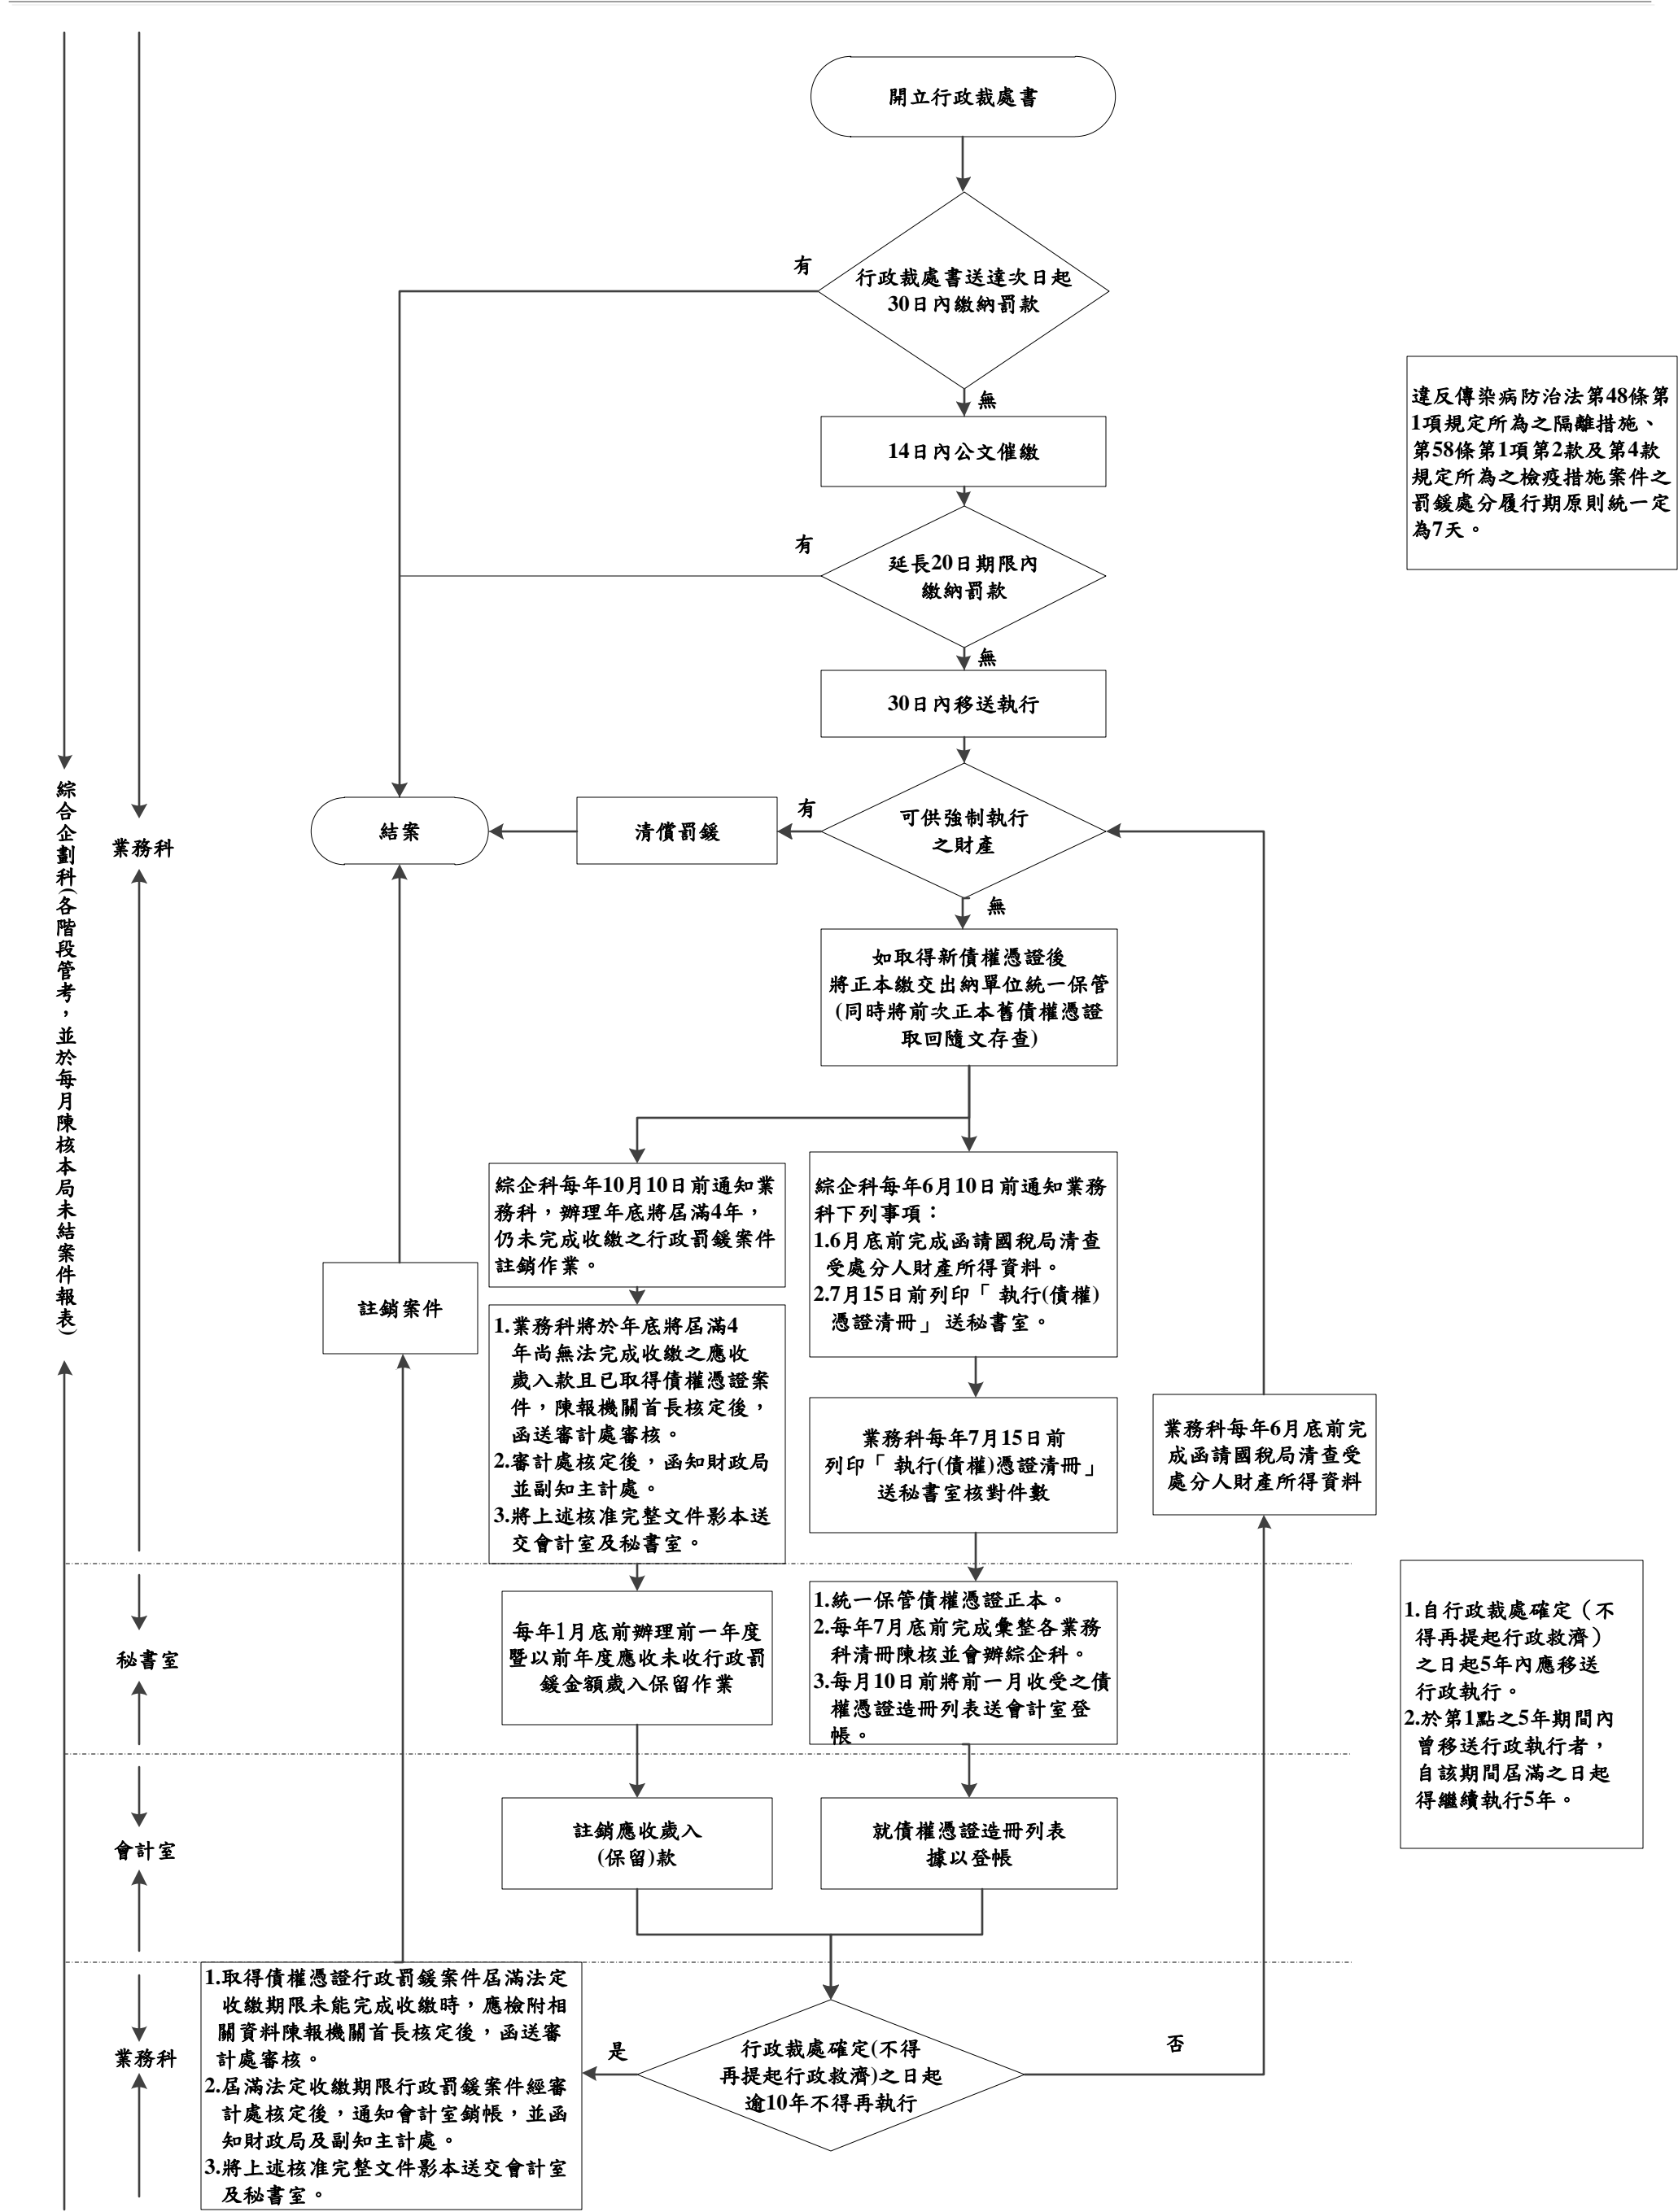 開立行政裁處書
有
行政裁處書送達次日起
30日內繳納罰款
無
14日內公文催繳
違反傳染病防治法第48條第
1項規定所為之隔離措施、
第58條第1項第2款及第4款
規定所為之檢疫措施案件之
罰鍰處分履行期原則統一定
為7天。
有
延長20日期限內
繳納罰款
無
30日內移送執行
綜合企劃科(各階段管考，並於每月陳核本局未結案件報表)
業務科
結案
清償罰鍰
有
可供強制執行
之財產
無
如取得新債權憑證後
將正本繳交出納單位統一保管
(同時將前次正本舊債權憑證
取回隨文存查)
綜企科每年10月10日前通知業
務科，辦理年底將屆滿4年，
仍未完成收繳之行政罰鍰案件
註銷作業。
綜企科每年6月10日前通知業務
科下列事項：
1.6月底前完成函請國稅局清查
受處分人財產所得資料。
2.7月15日前列印「 執行(債權)
憑證清冊」 送秘書室。
註銷案件
1.業務科將於年底將屆滿4
年尚無法完成收繳之應收
歲入款且已取得債權憑證案
件，陳報機關首長核定後，
函送審計處審核。
2.審計處核定後，函知財政局
並副知主計處。
3.將上述核准完整文件影本送
交會計室及秘書室。
業務科每年7月15日前
列印「 執行(債權)憑證清冊」
送秘書室核對件數
業務科每年6月底前完
成函請國稅局清查受
處分人財產所得資料
秘書室
每年1月底前辦理前一年度
暨以前年度應收未收行政罰
鍰金額歲入保留作業
1.統一保管債權憑證正本。
2.每年7月底前完成彙整各業務
科清冊陳核並會辦綜企科。
3.每月10日前將前一月收受之債
權憑證造冊列表送會計室登
帳。
1.自行政裁處確定（不
得再提起行政救濟）
之日起5年內應移送
行政執行。
2.於第1點之5年期間內
曾移送行政執行者，
自該期間屆滿之日起
得繼續執行5年。
會計室
註銷應收歲入
(保留)款
就債權憑證造冊列表
據以登帳
業務科
1.取得債權憑證行政罰鍰案件屆滿法定
收繳期限未能完成收繳時，應檢附相
關資料陳報機關首長核定後，函送審
計處審核。
2.屆滿法定收繳期限行政罰鍰案件經審
計處核定後，通知會計室銷帳，並函
知財政局及副知主計處。
3.將上述核准完整文件影本送交會計室
及秘書室。
是
行政裁處確定(不得
再提起行政救濟)之日起
逾10年不得再執行
否